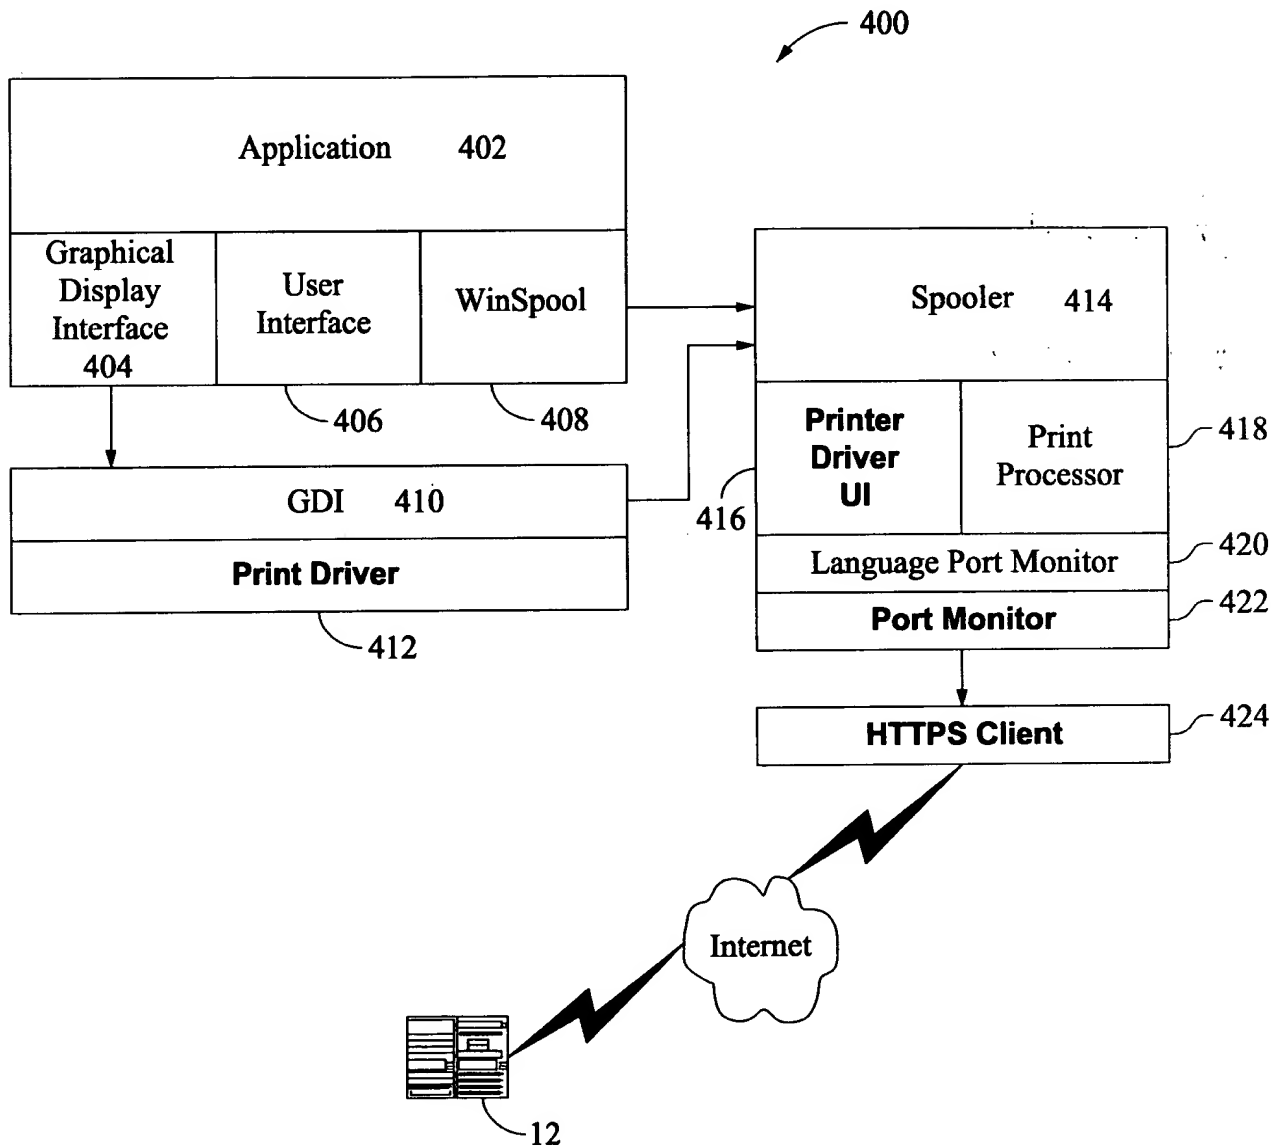 400
Application 402
Graphical
Display
Interface
404
User
Interface
WinSpool
406
408
GDI 410
Print Driver
412
Spooler 414
Printer
Driver
UI
416
Print
Processor
418
Language Port Monitor
420
Port Monitor
422
HTTPS Client
424
Internet
12